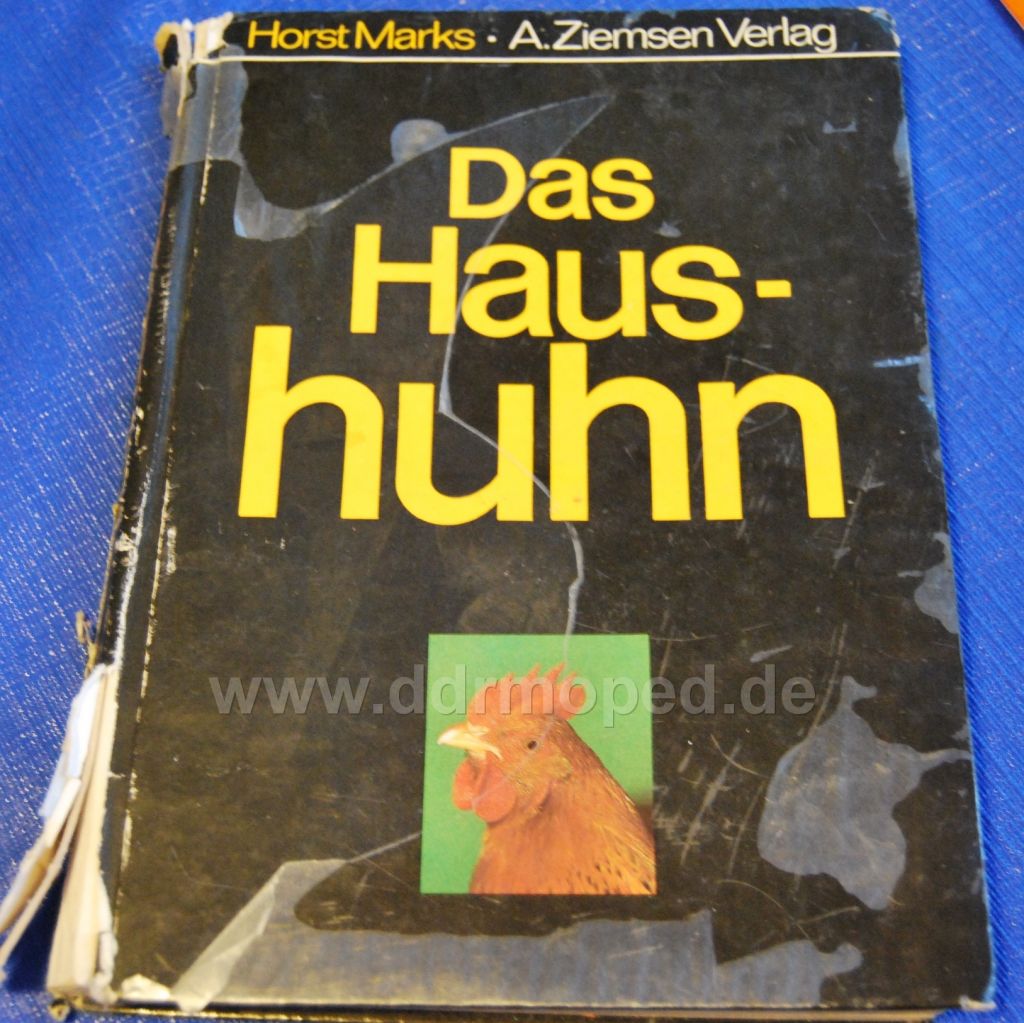 Horst Marks · A. Ziemsen Verlag
Das
Haus-
huhn
www.ddrmoped.de